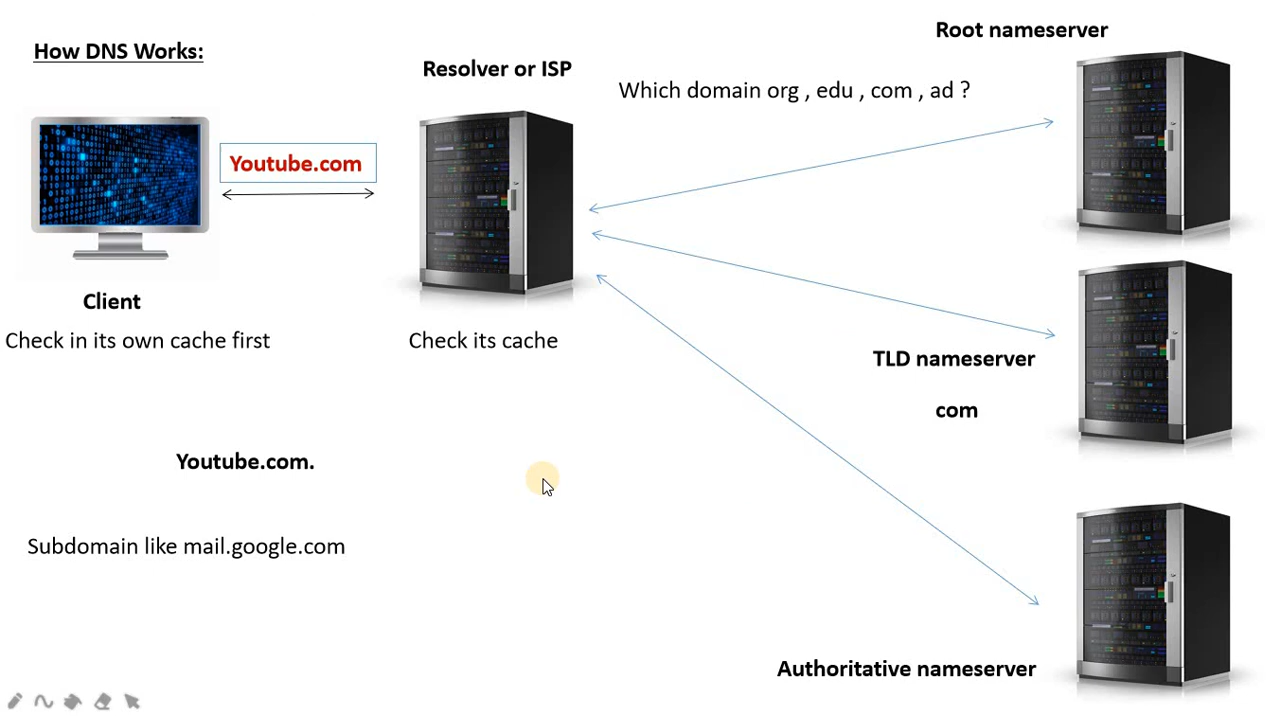 How DNS Works:
Root nameserver
Resolver or ISP
Which domain org , edu , com , ad ?
Youtube.com
Client
Check in its own cache first
Check its cache
TLD nameserver
com
Youtube.com.
Subdomain like mail.google.com
Authoritative nameserver